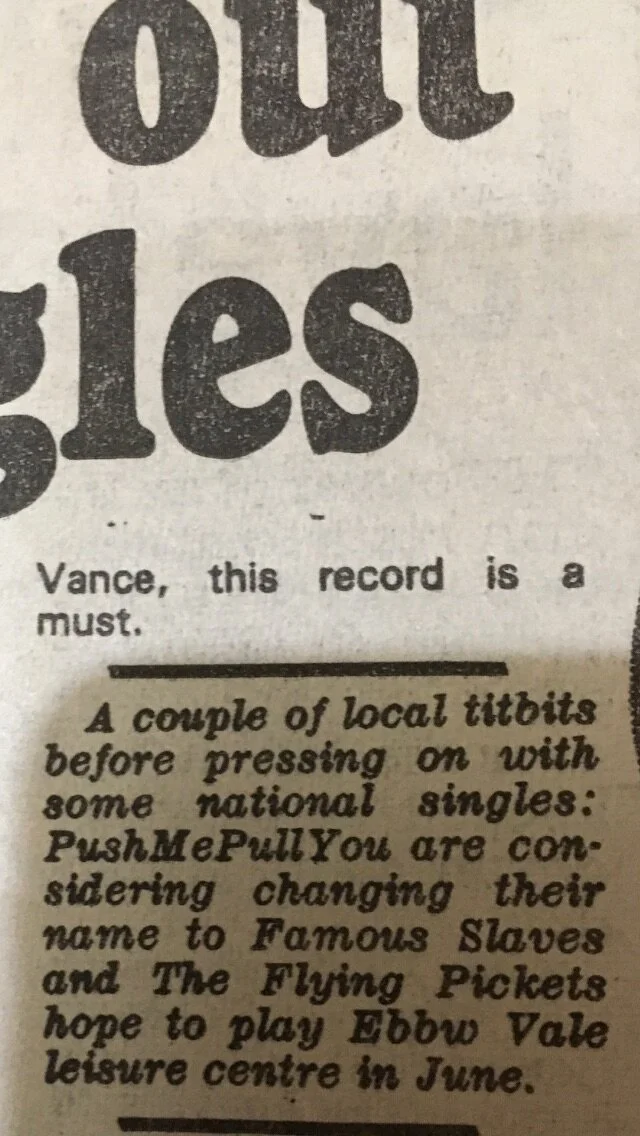 out
gles
Vance, this record is a
must.
A couple of local titbits
before pressing on with
some national singles:
PushMePullYou are con-
sidering changing their
name to Famous Slaves
and The Flying Pickets
hope to play Ebbw Vale
leisure centre in June.